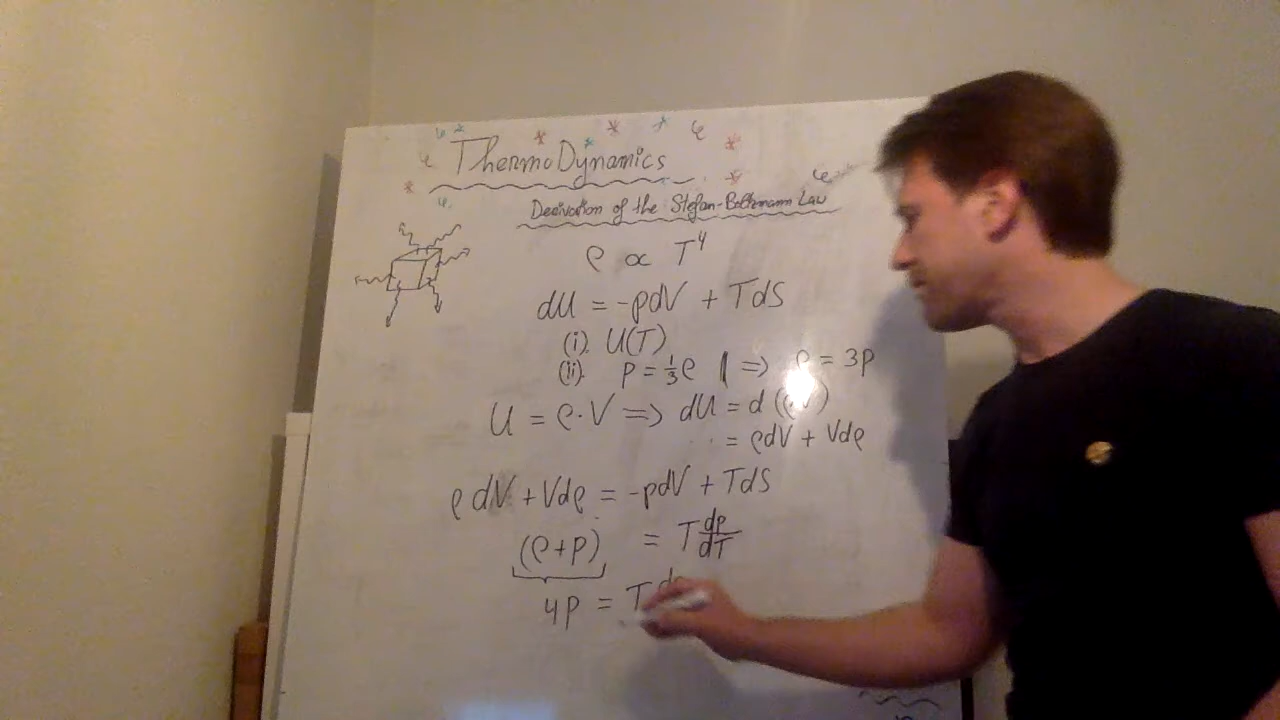 ThermoDynamics
Derivation of the Stefan-Boltzmann Law
ρ ∝ T⁴
dU = -pdV + TdS
(i). U(T)
(ii). P = ⅓ρ | ⟹ ρ = 3p
U = ρ·V ⟹ dU = d(ρV)
= ρdV + Vdρ
ρdV + Vdρ = -pdV + TdS
(ρ+p) = T dp/dT
4p = T